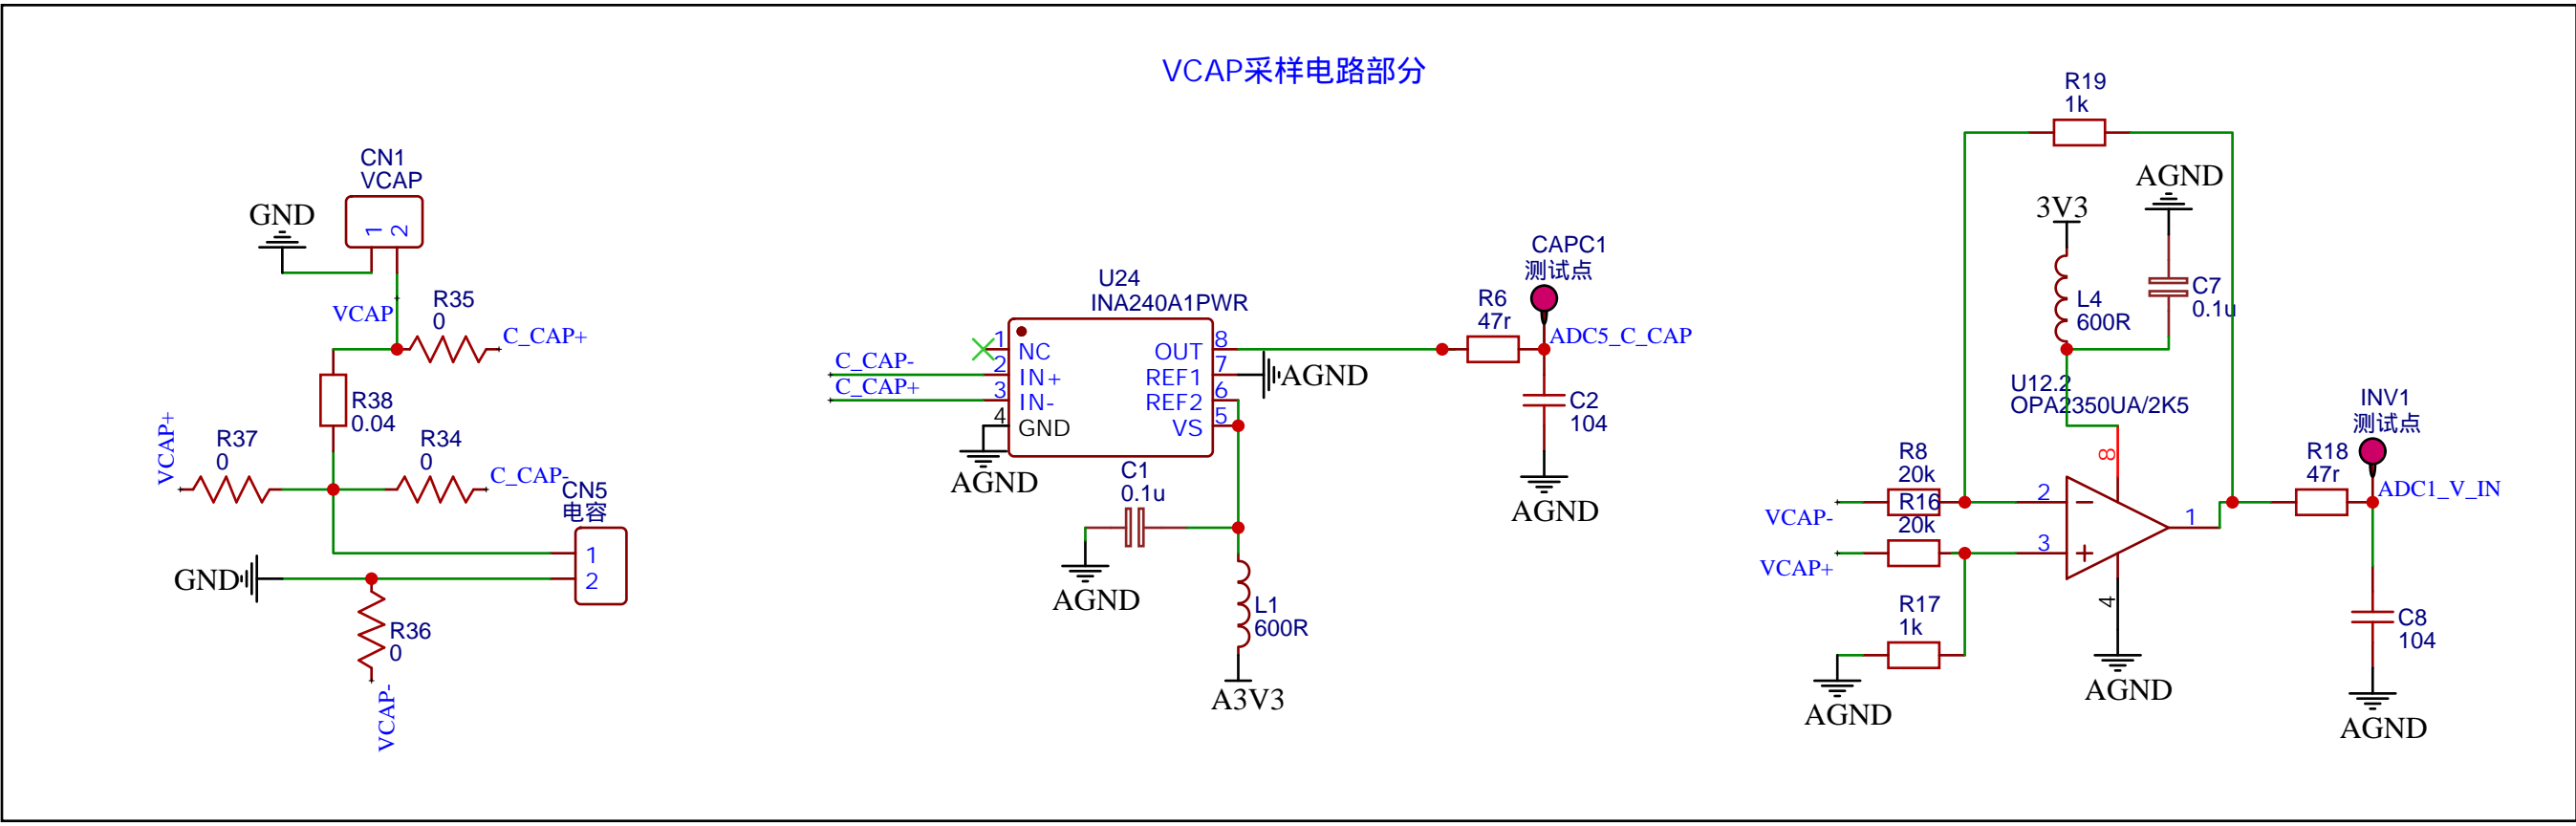 VCAP采样电路部分
CN1
VCAP
GND
1
2
VCAP
R35
0
C_CAP+
R38
0.04
VCAP+
R37
0
R34
0
C_CAP-
CN5
电容
1
2
GND
R36
0
VCAP-
U24
INA240A1PWR
C_CAP-
C_CAP+
1
2
3
4
NC
IN+
IN-
GND
OUT
REF1
REF2
VS
8
7
6
5
AGND
AGND
C1
0.1u
AGND
L1
600R
A3V3
R6
47r
CAPC1
测试点
ADC5_C_CAP
C2
104
AGND
R19
1k
AGND
3V3
L4
600R
C7
0.1u
U12.2
OPA2350UA/2K5
8
R8
20k
R16
20k
VCAP-
VCAP+
2
3
1
4
R17
1k
AGND
AGND
R18
47r
INV1
测试点
ADC1_V_IN
C8
104
AGND